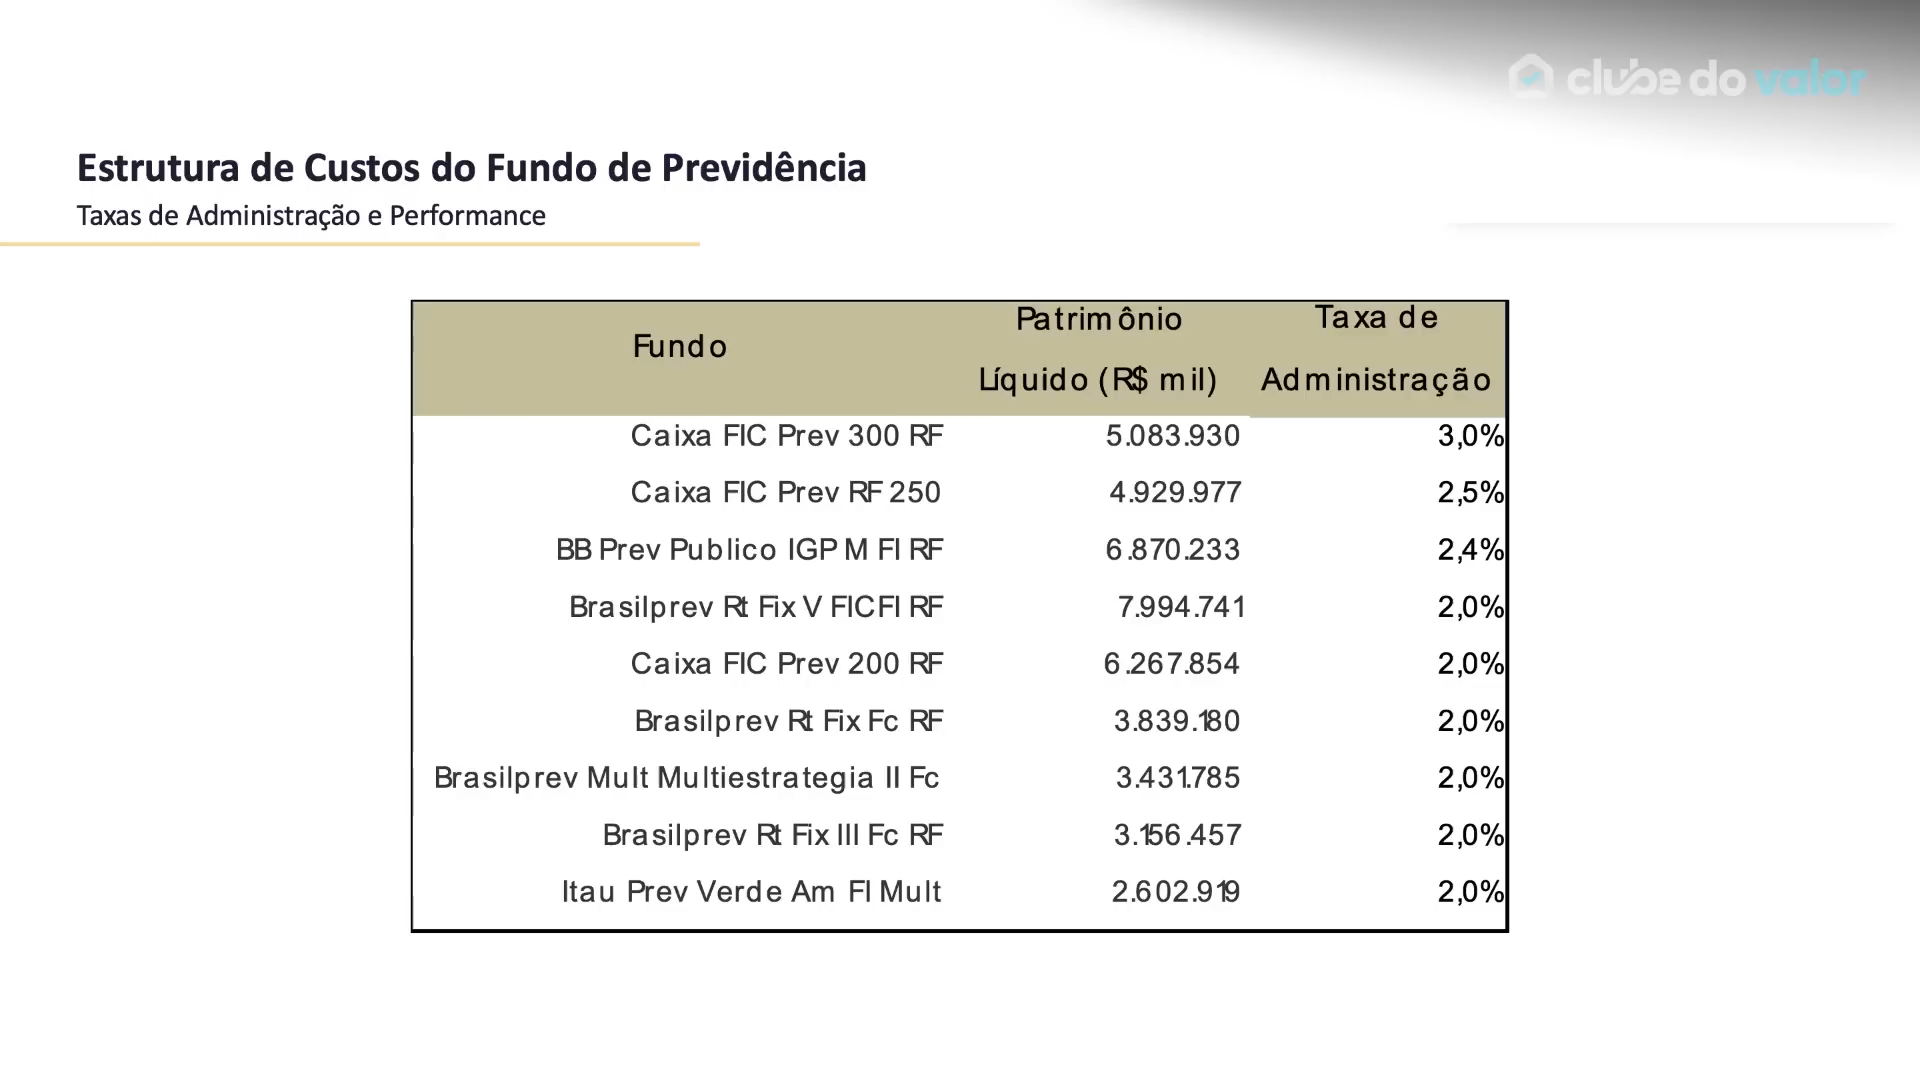 clube do valor
Estrutura de Custos do Fundo de Previdência
Taxas de Administração e Performance
Fundo Patrimônio Líquido (R$ mil) Taxa de Administração
Caixa FIC Prev 300 RF 5.083.930 3,0%
Caixa FIC Prev RF 250 4.929.977 2,5%
BB Prev Publico IGP M FI RF 6.870.233 2,4%
Brasilprev Rt Fix V FICFI RF 7.994.741 2,0%
Caixa FIC Prev 200 RF 6.267.854 2,0%
Brasilprev Rt Fix Fc RF 3.839.180 2,0%
Brasilprev Mult Multiestrategia II Fc 3.431.785 2,0%
Brasilprev Rt Fix III Fc RF 3.156.457 2,0%
Itau Prev Verde Am FI Mult 2.602.919 2,0%